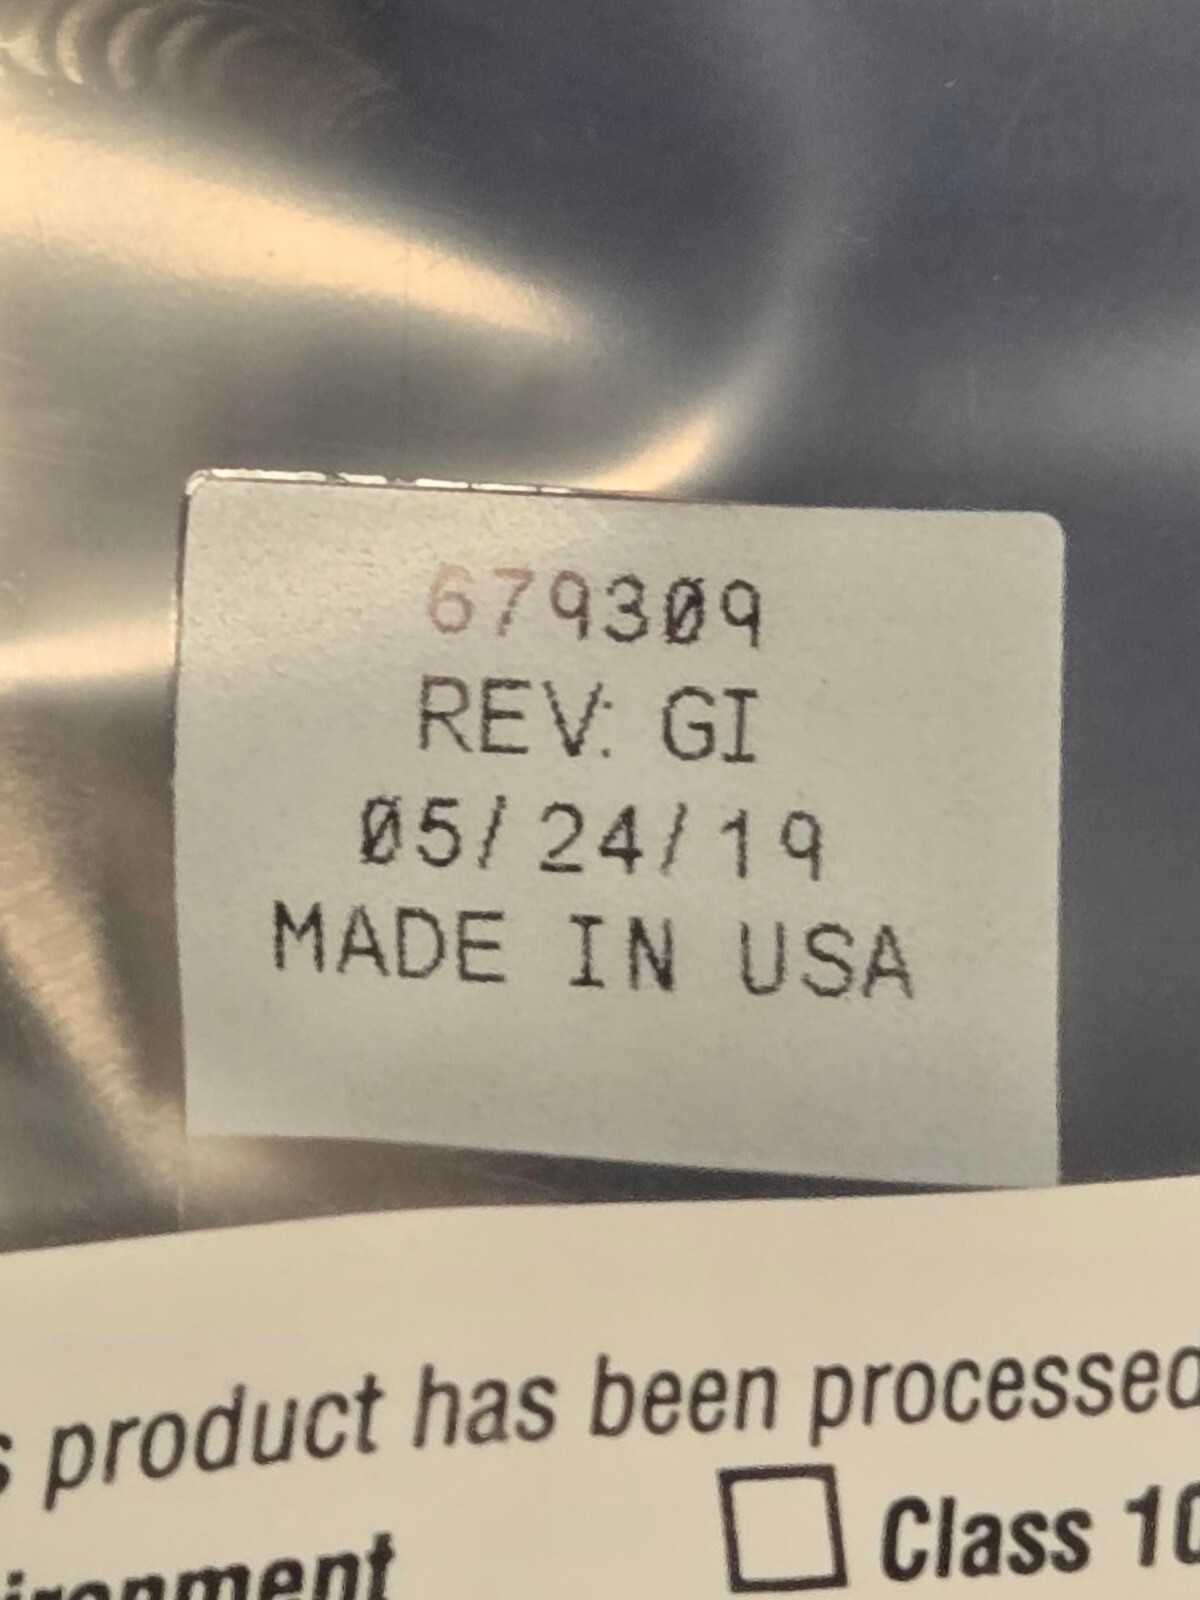 679309
REV: GI
05/24/19
MADE IN USA
product has been processed
Class